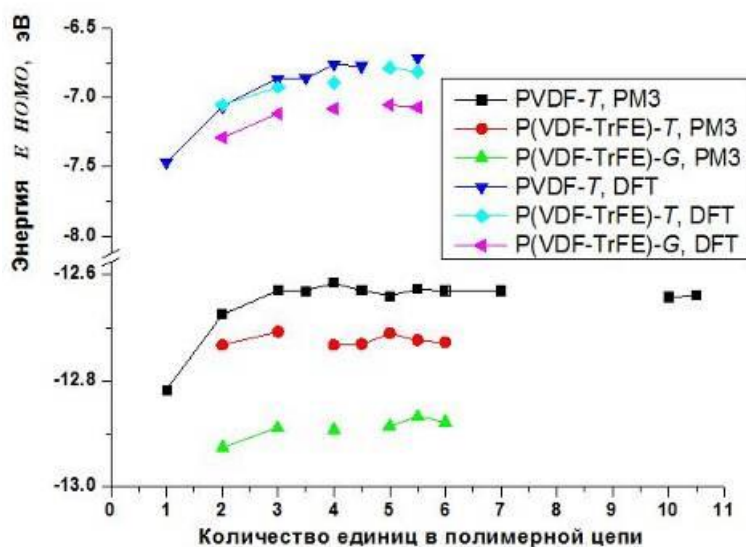 Энергия E HOMO, эВ
-6.5
-7.0
-7.5
-8.0
-12.6
-12.8
-13.0
PVDF-T, PM3
P(VDF-TrFE)-T, PM3
P(VDF-TrFE)-G, PM3
PVDF-T, DFT
P(VDF-TrFE)-T, DFT
P(VDF-TrFE)-G, DFT
0 1 2 3 4 5 6 7 8 9 10 11
Количество единиц в полимерной цепи